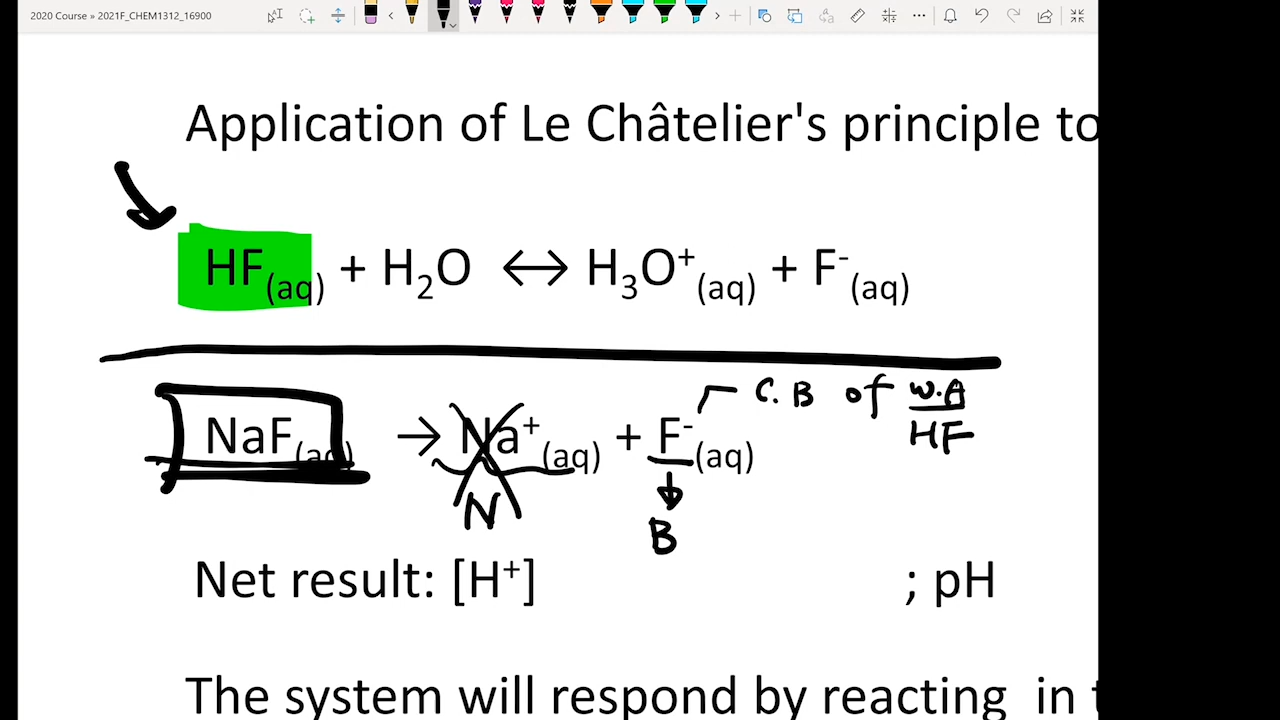 2020 Course » 2021F_CHEM1312_16900
Application of Le Châtelier's principle to
HF(aq) + H2O ↔ H3O+(aq) + F-(aq)
C.B of W.A
HF
NaF(aq) → Na+(aq) + F-(aq)
N
B
Net result: [H+] ; pH
The system will respond by reacting in t